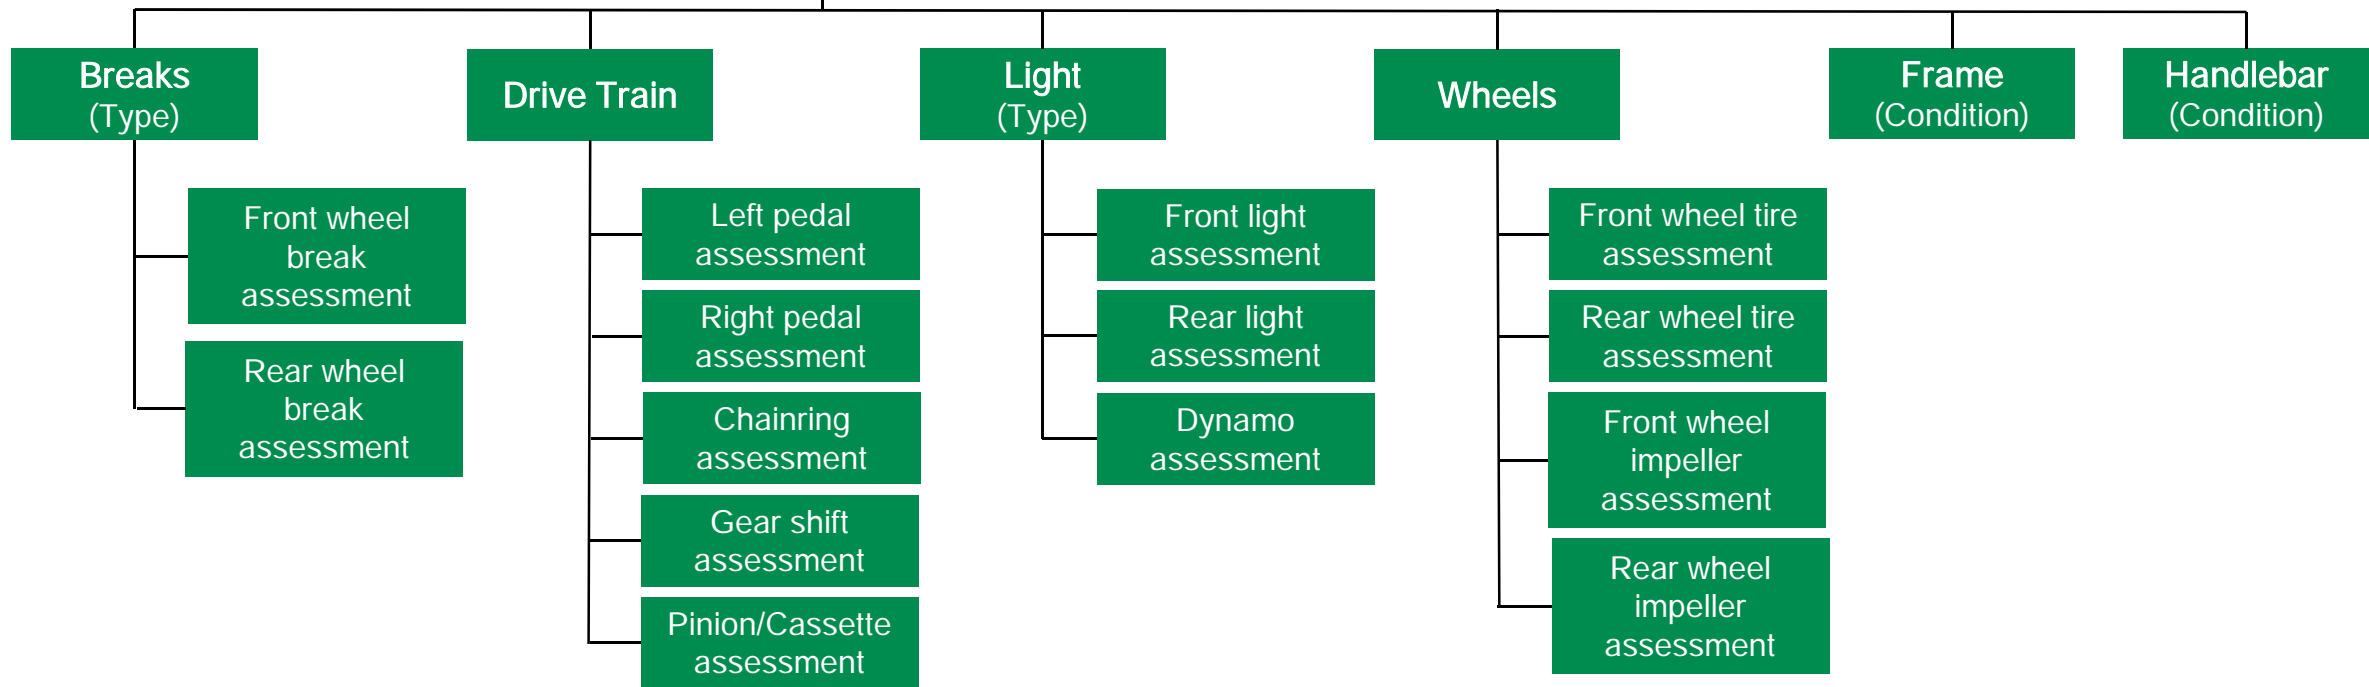 Breaks
(Type)
Drive Train
Light
(Type)
Wheels
Frame
(Condition)
Handlebar
(Condition)
Front wheel
break
assessment
Rear wheel
break
assessment
Left pedal
assessment
Right pedal
assessment
Chainring
assessment
Gear shift
assessment
Pinion/Cassette
assessment
Front light
assessment
Rear light
assessment
Dynamo
assessment
Front wheel tire
assessment
Rear wheel tire
assessment
Front wheel
impeller
assessment
Rear wheel
impeller
assessment